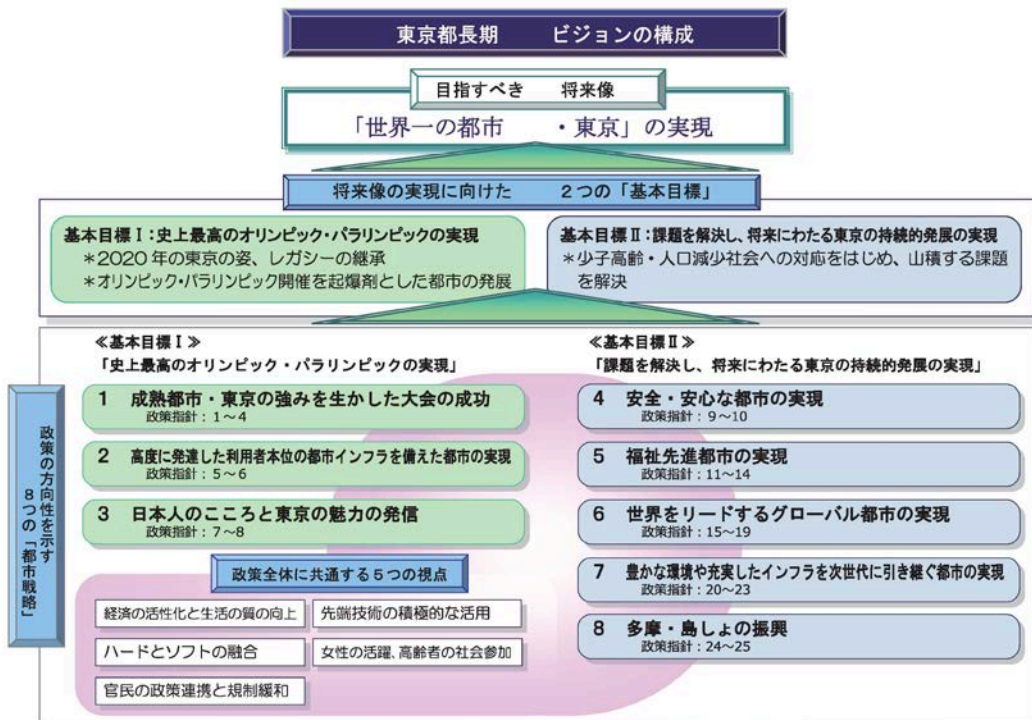 東京都長期 ビジョンの構成
目指すべき 将来像
「世界一の都市 ・東京」の実現
将来像の実現に向けた 2つの「基本目標」
基本目標Ⅰ：史上最高のオリンピック・パラリンピックの実現
＊2020年の東京の姿、レガシーの継承
＊オリンピック・パラリンピック開催を起爆剤とした都市の発展
基本目標Ⅱ：課題を解決し、将来にわたる東京の持続的発展の実現
＊少子高齢・人口減少社会への対応をはじめ、山積する課題
を解決
政策の方向性を示す
8つの「都市戦略」
≪基本目標Ⅰ≫
「史上最高のオリンピック・パラリンピックの実現」
1 成熟都市・東京の強みを生かした大会の成功
政策指針：1～4
2 高度に発達した利用者本位の都市インフラを備えた都市の実現
政策指針：5～6
3 日本人のこころと東京の魅力の発信
政策指針：7～8
≪基本目標Ⅱ≫
「課題を解決し、将来にわたる東京の持続的発展の実現」
4 安全・安心な都市の実現
政策指針：9～10
5 福祉先進都市の実現
政策指針：11～14
6 世界をリードするグローバル都市の実現
政策指針：15～19
7 豊かな環境や充実したインフラを次世代に引き継ぐ都市の実現
政策指針：20～23
8 多摩・島しょの振興
政策指針：24～25
政策全体に共通する5つの視点
経済の活性化と生活の質の向上
先端技術の積極的な活用
ハードとソフトの融合
女性の活躍、高齢者の社会参加
官民の政策連携と規制緩和